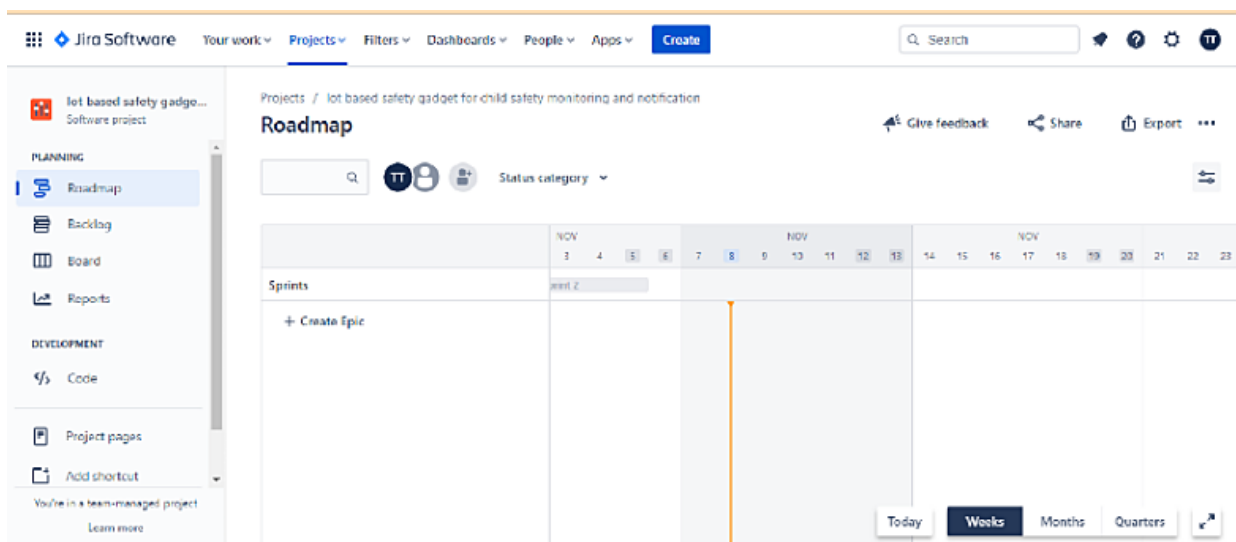 Jira Software Your work Projects Filters Dashboards People Apps Create Search TT
Iot based safety gadge...
Software project
PLANNING
Roadmap
Backlog
Board
Reports
DEVELOPMENT
Code
Project pages
Add shortcut
You're in a team-managed project
Learn more
Projects / Iot based safety gadget for child safety monitoring and notification
Roadmap
Give feedback Share Export
TT Status category
NOV NOV NOV
3 4 5 6 7 8 9 10 11 12 13 14 15 16 17 18 19 20 21 22 23
Sprints
2
+ Create Epic
Today Weeks Months Quarters